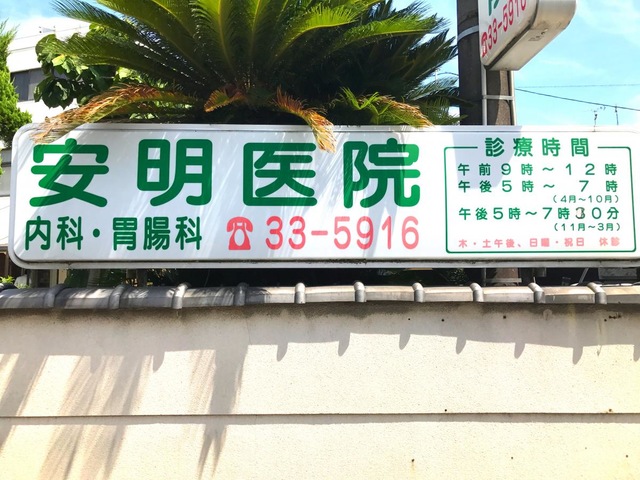 安明医院
内科・胃腸科 ☎33-5916
診療時間
午前9時～12時
午後5時～7時
(4月～10月)
午後5時～7時30分
(11月～3月)
木・土午後、日曜・祝日 休診
33-5916